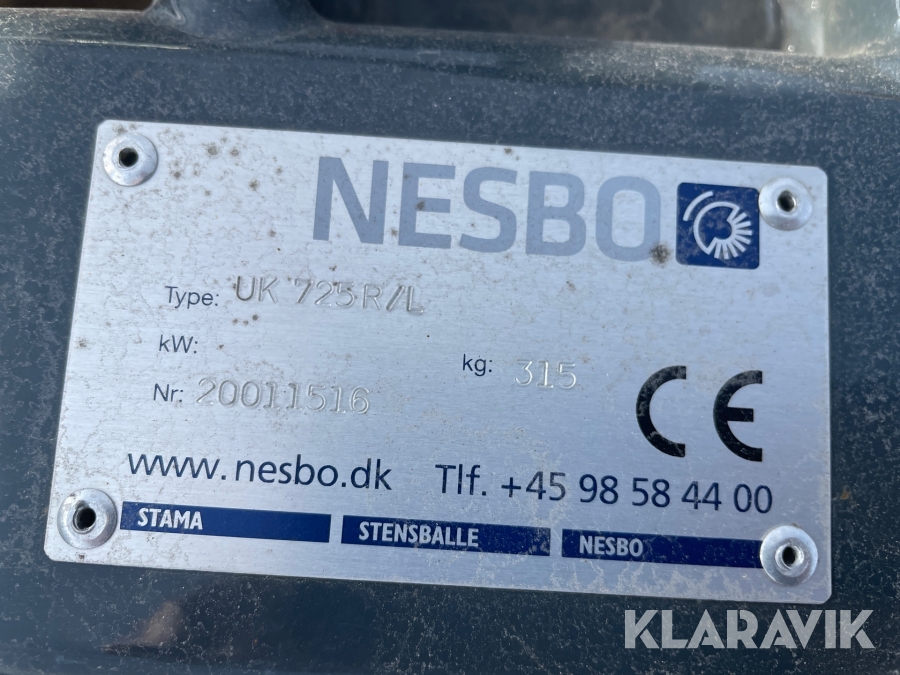 NESBO
Type: UK 725R/L
kW:
kg: 315
Nr: 20011516
CE
www.nesbo.dk Tlf. +45 98 58 44 00
STAMA STENSBALLE NESBO
KLARAVIK